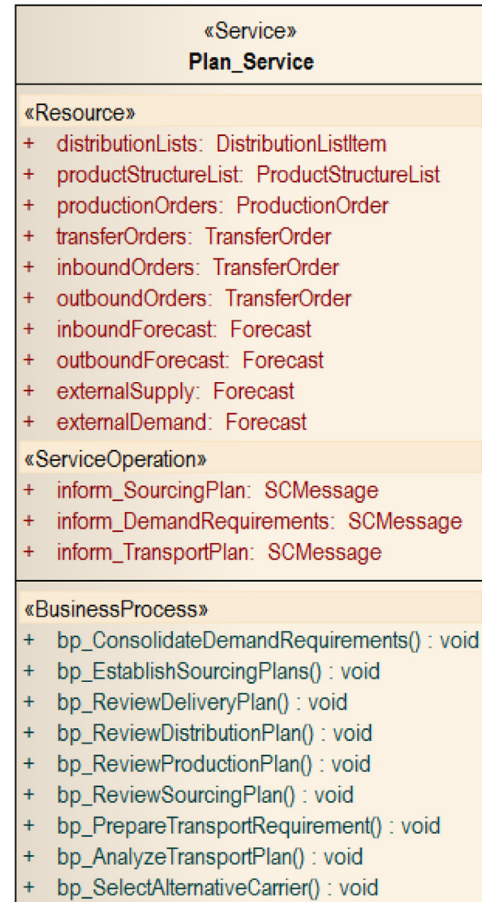 «Service»
Plan_Service
«Resource»
+ distributionLists: DistributionListItem
+ productStructureList: ProductStructureList
+ productionOrders: ProductionOrder
+ transferOrders: TransferOrder
+ inboundOrders: TransferOrder
+ outboundOrders: TransferOrder
+ inboundForecast: Forecast
+ outboundForecast: Forecast
+ externalSupply: Forecast
+ externalDemand: Forecast
«ServiceOperation»
+ inform_SourcingPlan: SCMessage
+ inform_DemandRequirements: SCMessage
+ inform_TransportPlan: SCMessage
«BusinessProcess»
+ bp_ConsolidateDemandRequirements() : void
+ bp_EstablishSourcingPlans() : void
+ bp_ReviewDeliveryPlan() : void
+ bp_ReviewDistributionPlan() : void
+ bp_ReviewProductionPlan() : void
+ bp_ReviewSourcingPlan() : void
+ bp_PrepareTransportRequirement() : void
+ bp_AnalyzeTransportPlan() : void
+ bp_SelectAlternativeCarrier() : void